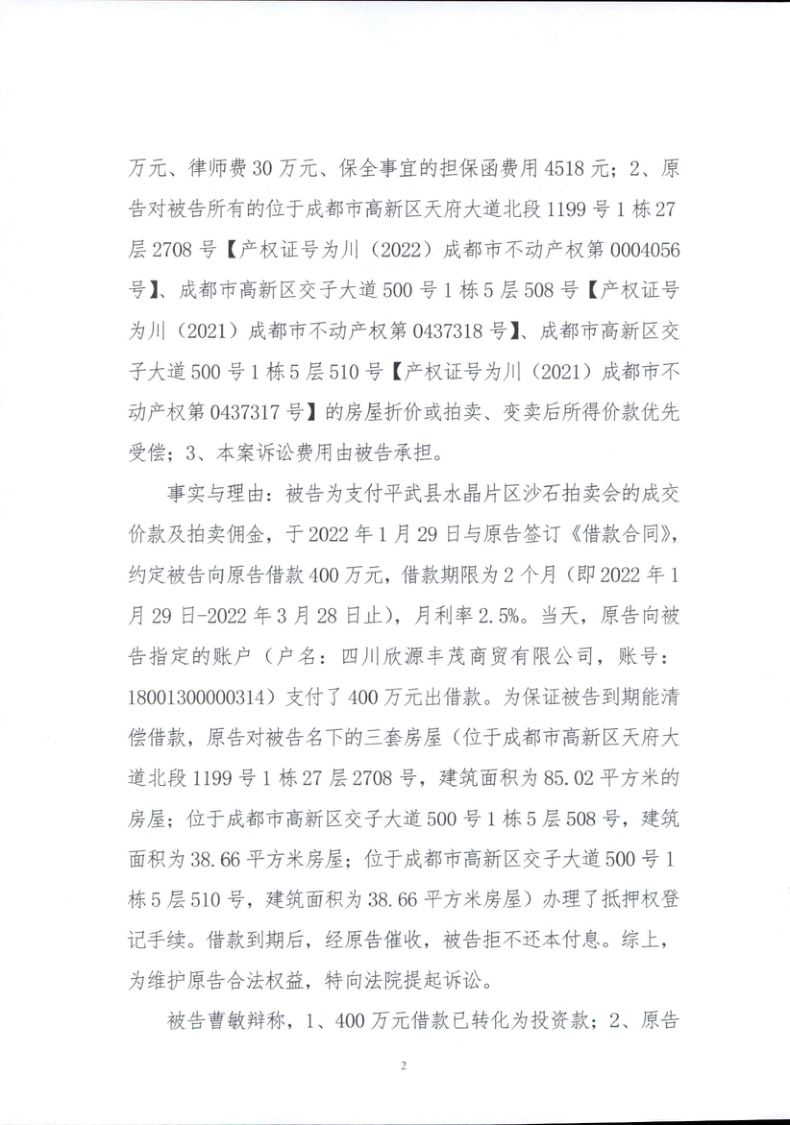 万元、律师费 30 万元、保全事宜的担保函费用 4518 元；2、原
告对被告所有的位于成都市高新区天府大道北段 1199 号 1 栋 27
层 2708 号【产权证号为川（2022）成都市不动产权第 0004056
号】、成都市高新区交子大道 500 号 1 栋 5 层 508 号【产权证号
为川（2021）成都市不动产权第 0437318 号】、成都市高新区交
子大道 500 号 1 栋 5 层 510 号【产权证号为川（2021）成都市不
动产权第 0437317 号】的房屋折价或拍卖、变卖后所得价款优先
受偿；3、本案诉讼费用由被告承担。
事实与理由：被告为支付平武县水晶片区沙石拍卖会的成交
价款及拍卖佣金，于 2022 年 1 月 29 日与原告签订《借款合同》，
约定被告向原告借款 400 万元，借款期限为 2 个月（即 2022 年 1
月 29 日-2022 年 3 月 28 日止），月利率 2.5%。当天，原告向被
告指定的账户（户名：四川欣源丰茂商贸有限公司，账号：
18001300000314）支付了 400 万元出借款。为保证被告到期能清
偿借款，原告对被告名下的三套房屋（位于成都市高新区天府大
道北段 1199 号 1 栋 27 层 2708 号，建筑面积为 85.02 平方米的
房屋；位于成都市高新区交子大道 500 号 1 栋 5 层 508 号，建筑
面积为 38.66 平方米房屋；位于成都市高新区交子大道 500 号 1
栋 5 层 510 号，建筑面积为 38.66 平方米房屋）办理了抵押权登
记手续。借款到期后，经原告催收，被告拒不还本付息。综上，
为维护原告合法权益，特向法院提起诉讼。
被告曹敏辩称，1、400 万元借款已转化为投资款；2、原告
2